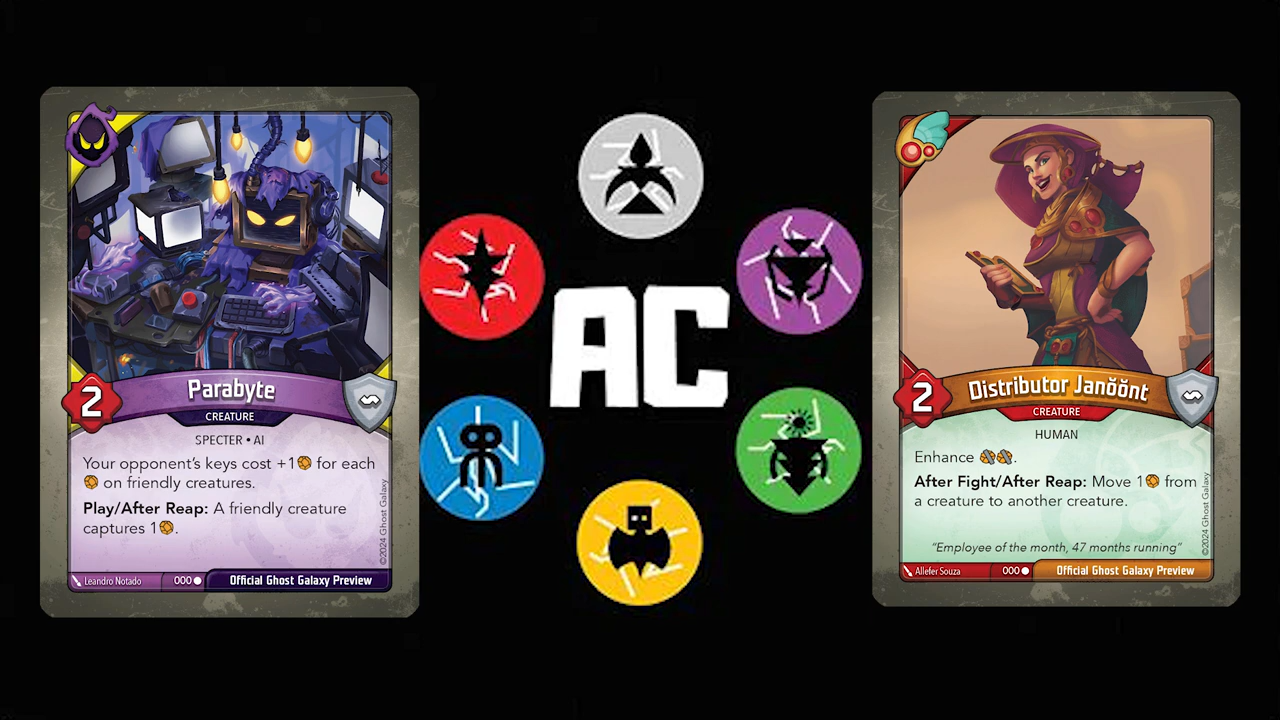 2
Parabyte
CREATURE
SPECTER • AI
Your opponent's keys cost +1 for each
on friendly creatures.
Play/After Reap: A friendly creature
captures 1.
©2024 Ghost Galaxy
Leandro Notado
000
Official Ghost Galaxy Preview
AC
2
Distributor Janŏŏnt
CREATURE
HUMAN
Enhance .
After Fight/After Reap: Move 1 from
a creature to another creature.
"Employee of the month, 47 months running"
©2024 Ghost Galaxy
Allefer Souza
000
Official Ghost Galaxy Preview